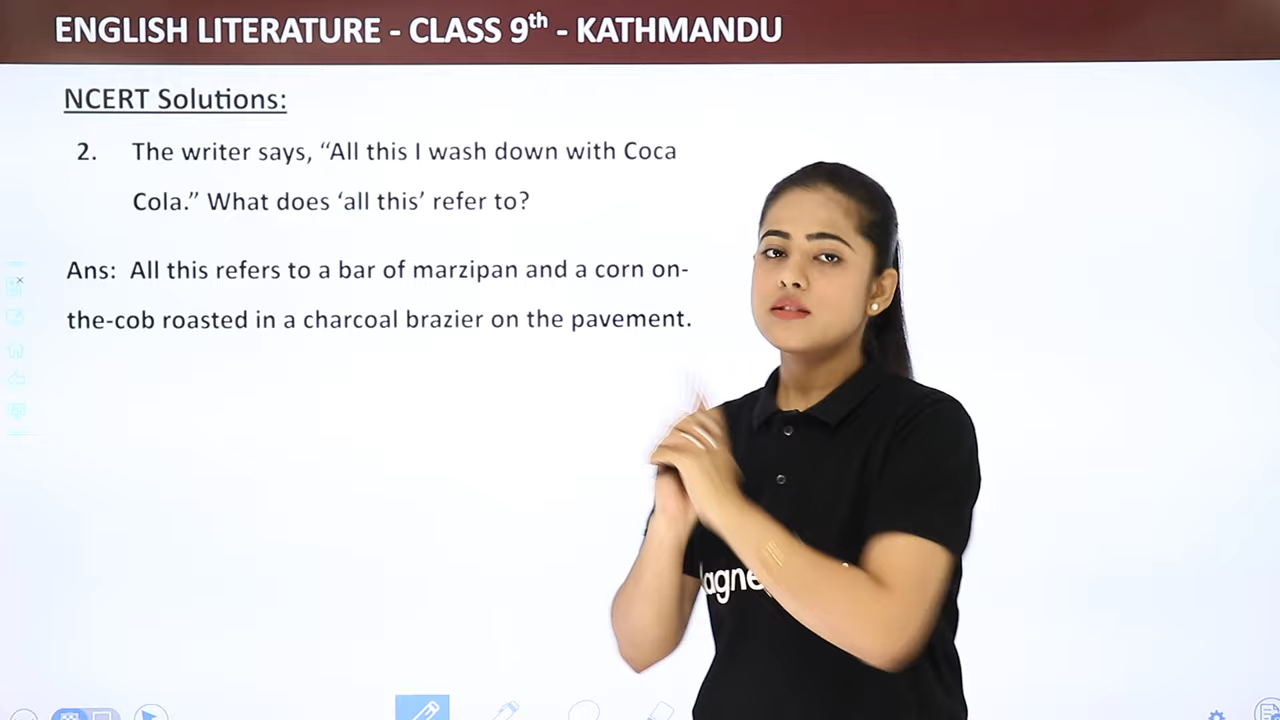 ENGLISH LITERATURE - CLASS 9th - KATHMANDU
NCERT Solutions:
2. The writer says, “All this I wash down with Coca
Cola.” What does ‘all this’ refer to?
Ans: All this refers to a bar of marzipan and a corn on-
the-cob roasted in a charcoal brazier on the pavement.